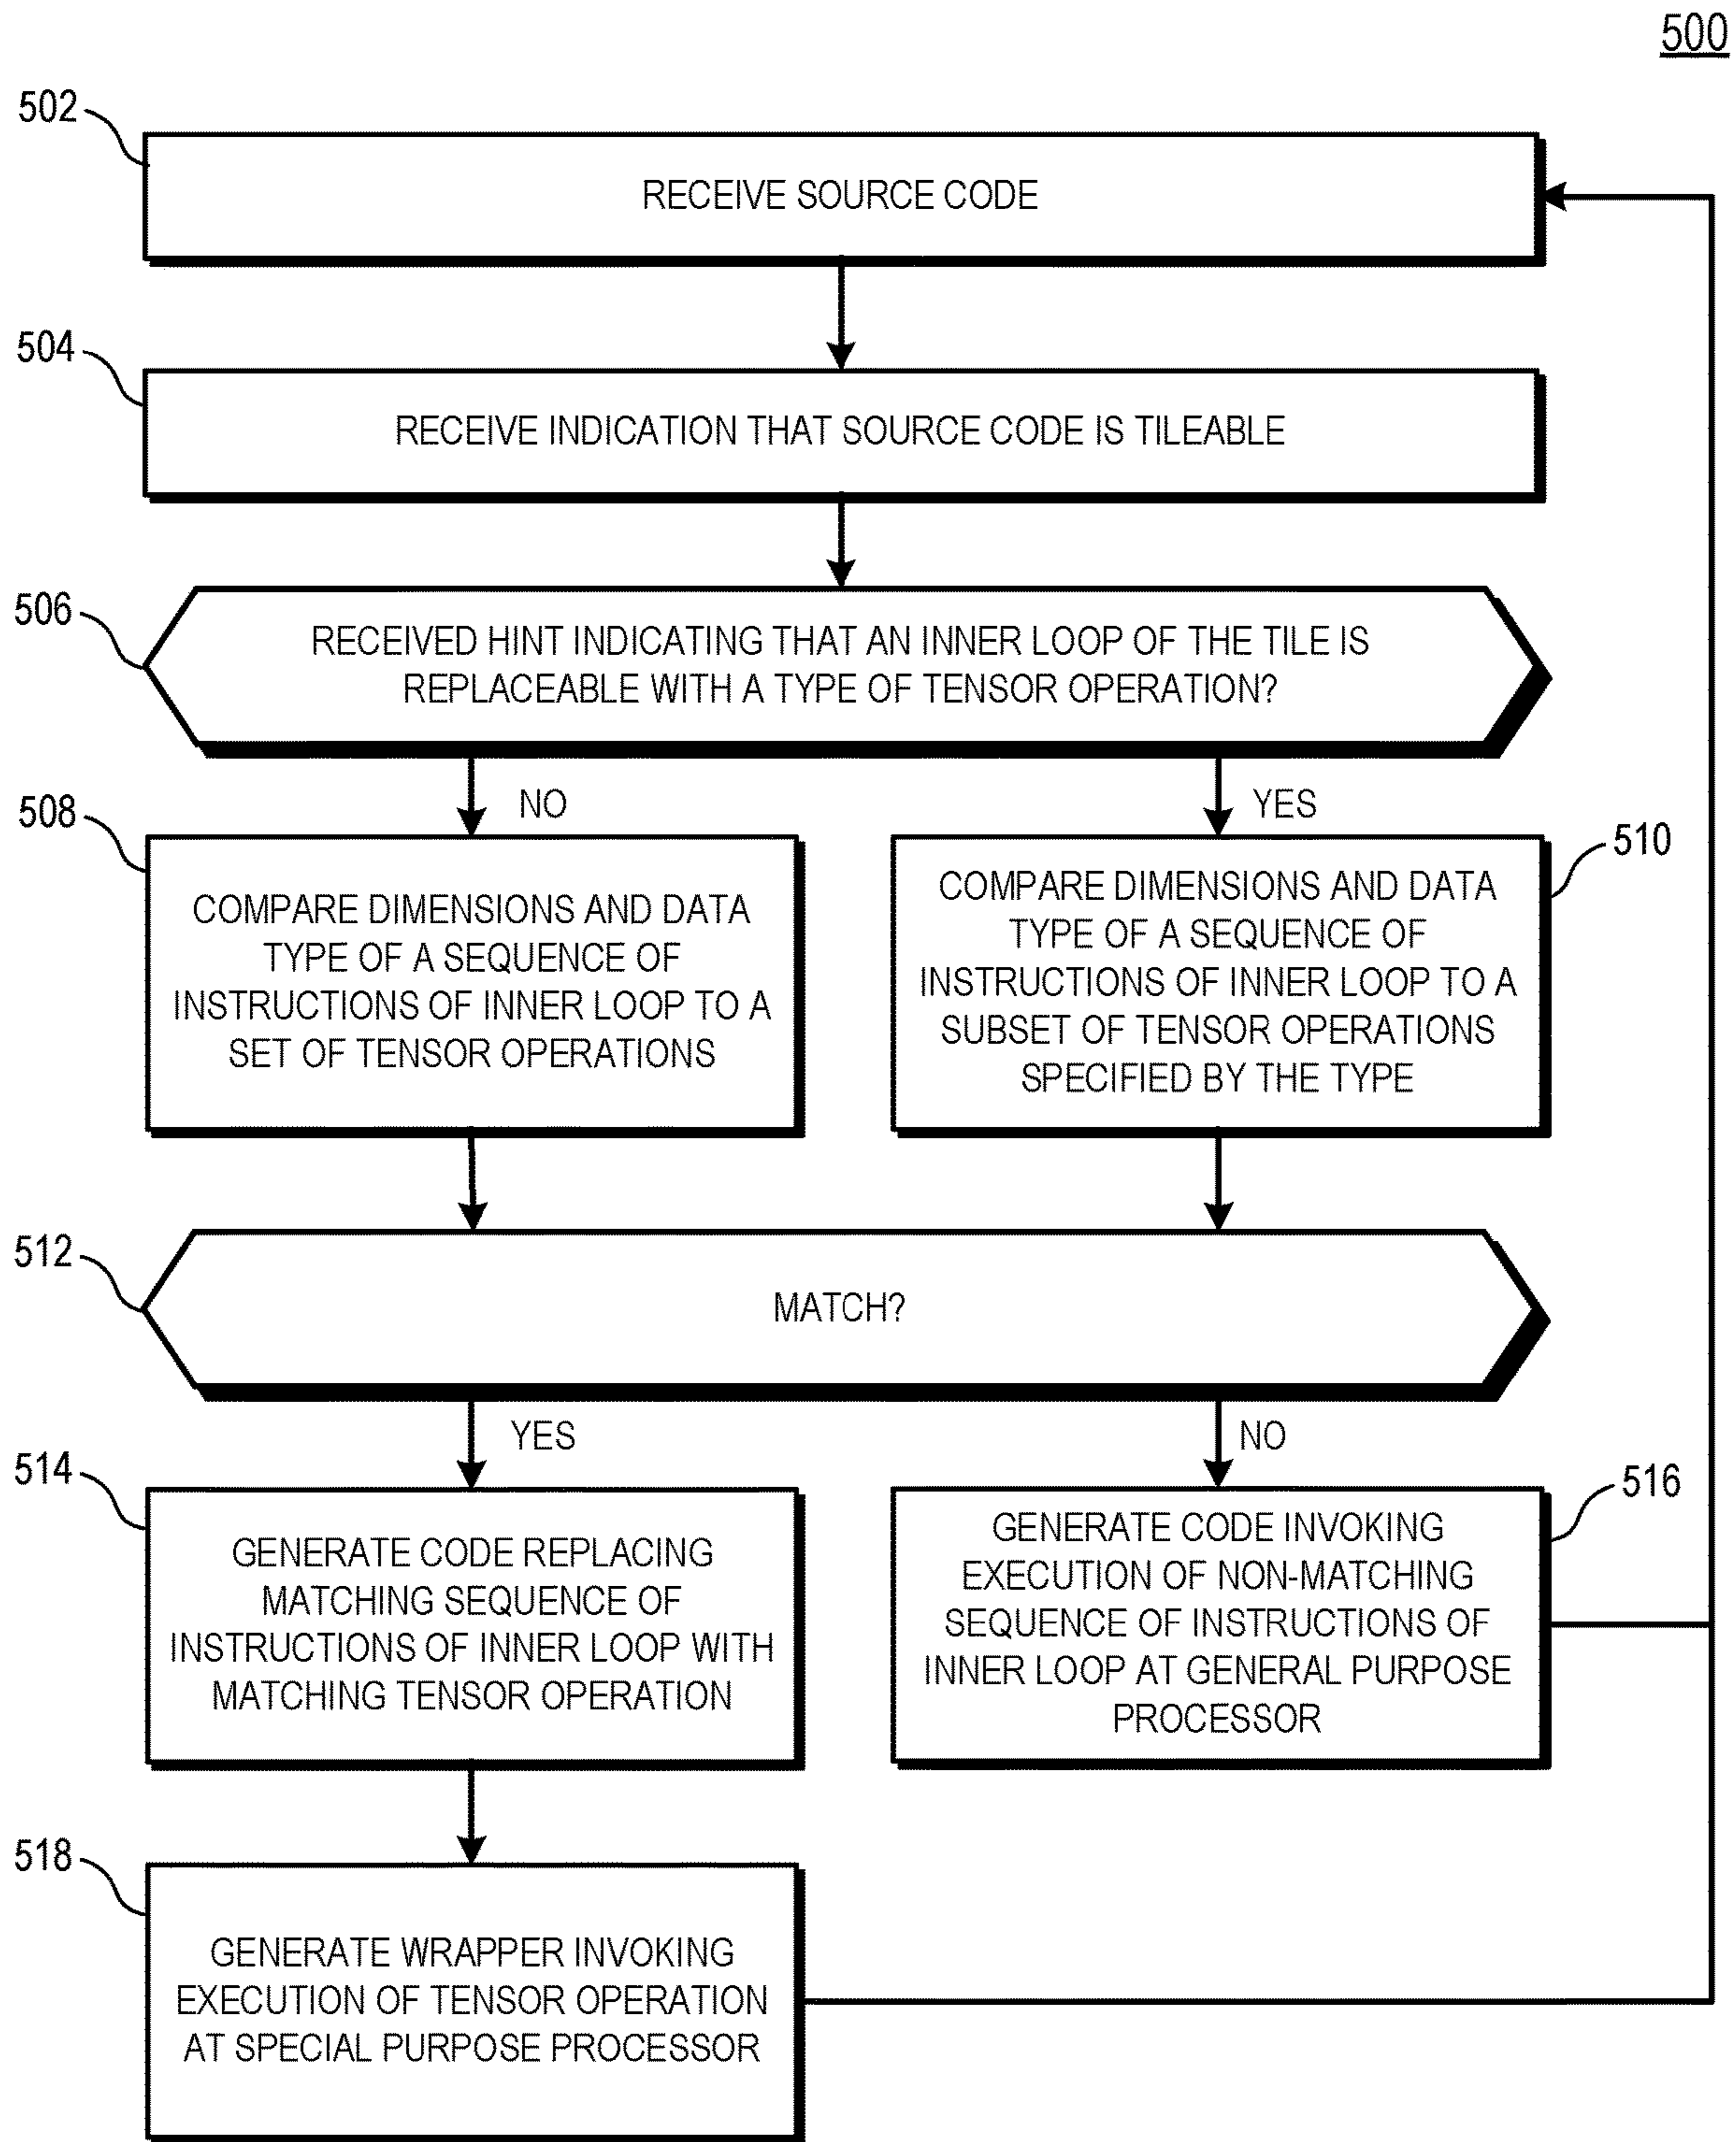 500
502
RECEIVE SOURCE CODE
504
RECEIVE INDICATION THAT SOURCE CODE IS TILEABLE
506
RECEIVED HINT INDICATING THAT AN INNER LOOP OF THE TILE IS
REPLACEABLE WITH A TYPE OF TENSOR OPERATION?
NO
YES
508
COMPARE DIMENSIONS AND DATA
TYPE OF A SEQUENCE OF
INSTRUCTIONS OF INNER LOOP TO A
SET OF TENSOR OPERATIONS
510
COMPARE DIMENSIONS AND DATA
TYPE OF A SEQUENCE OF
INSTRUCTIONS OF INNER LOOP TO A
SUBSET OF TENSOR OPERATIONS
SPECIFIED BY THE TYPE
512
MATCH?
YES
NO
514
GENERATE CODE REPLACING
MATCHING SEQUENCE OF
INSTRUCTIONS OF INNER LOOP WITH
MATCHING TENSOR OPERATION
516
GENERATE CODE INVOKING
EXECUTION OF NON-MATCHING
SEQUENCE OF INSTRUCTIONS OF
INNER LOOP AT GENERAL PURPOSE
PROCESSOR
518
GENERATE WRAPPER INVOKING
EXECUTION OF TENSOR OPERATION
AT SPECIAL PURPOSE PROCESSOR